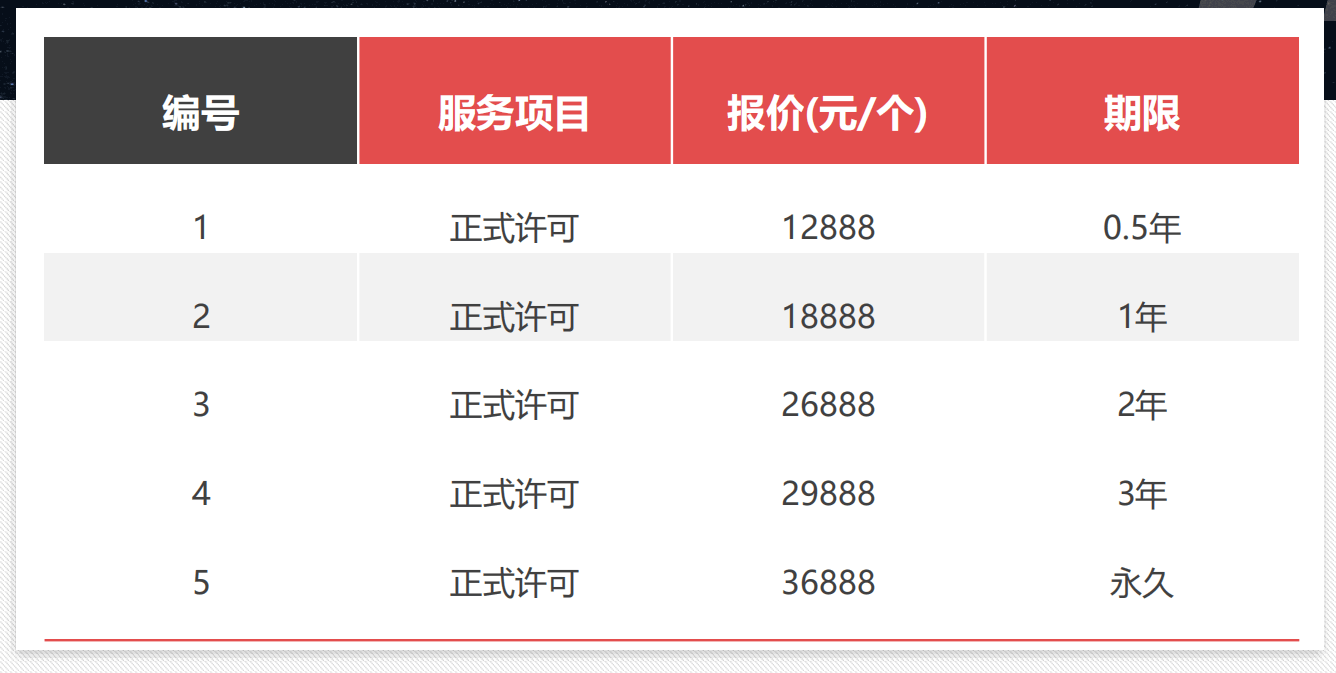 编号 服务项目 报价(元/个) 期限
1 正式许可 12888 0.5年
2 正式许可 18888 1年
3 正式许可 26888 2年
4 正式许可 29888 3年
5 正式许可 36888 永久